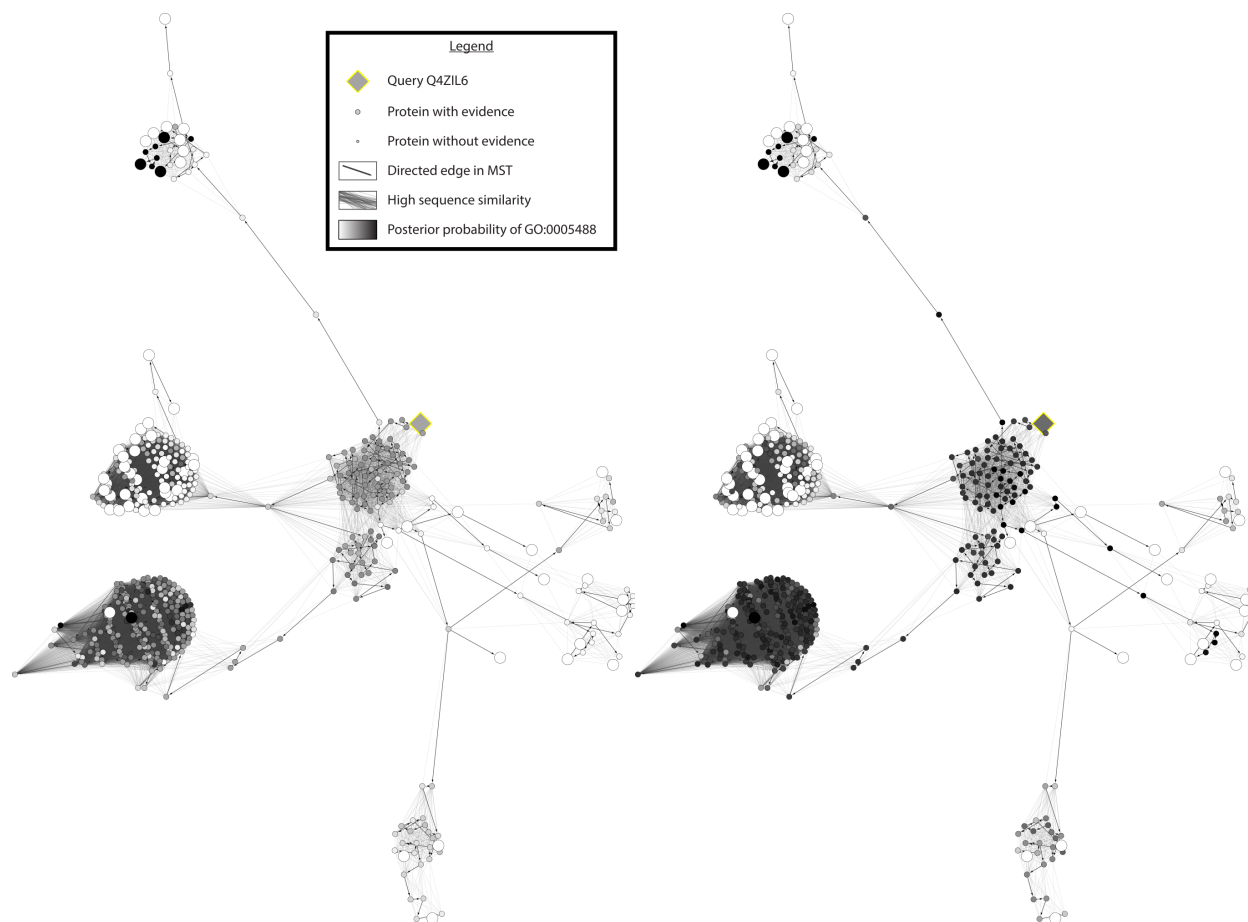 Legend
Query Q4ZIL6
Protein with evidence
Protein without evidence
Directed edge in MST
High sequence similarity
Posterior probability of GO:0005488